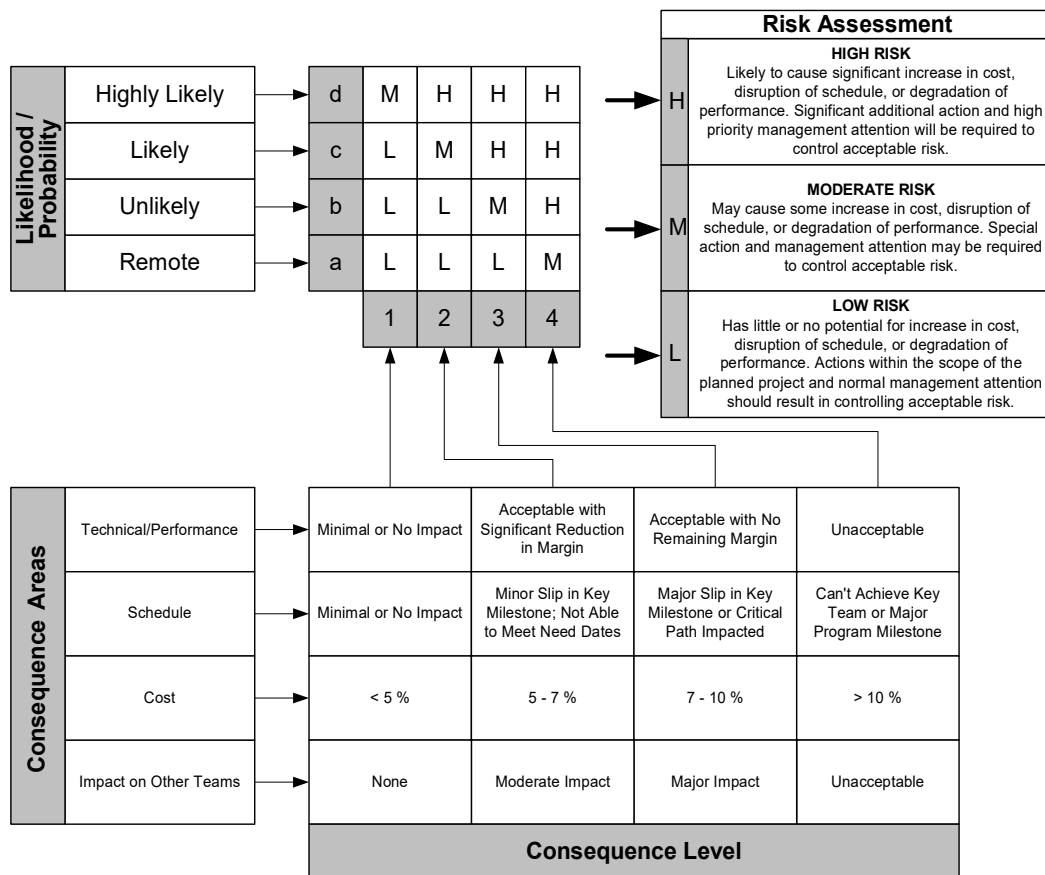 Risk Assessment
HIGH RISK
Likely to cause significant increase in cost,
disruption of schedule, or degradation of
performance. Significant additional action and high
priority management attention will be required to
control acceptable risk.
H
MODERATE RISK
May cause some increase in cost, disruption of
schedule, or degradation of performance. Special
action and management attention may be required
to control acceptable risk.
M
LOW RISK
Has little or no potential for increase in cost,
disruption of schedule, or degradation of
performance. Actions within the scope of the
planned project and normal management attention
should result in controlling acceptable risk.
L
Likelihood /
Probability
Highly Likely
d M H H H
Likely
c L M H H
Unlikely
b L L M H
Remote
a L L L M
1 2 3 4
Consequence Areas
Technical/Performance
Minimal or No Impact
Acceptable with
Significant Reduction
in Margin
Acceptable with No
Remaining Margin
Unacceptable
Schedule
Minimal or No Impact
Minor Slip in Key
Milestone; Not Able
to Meet Need Dates
Major Slip in Key
Milestone or Critical
Path Impacted
Can't Achieve Key
Team or Major
Program Milestone
Cost
< 5 %
5 - 7 %
7 - 10 %
> 10 %
Impact on Other Teams
None
Moderate Impact
Major Impact
Unacceptable
Consequence Level